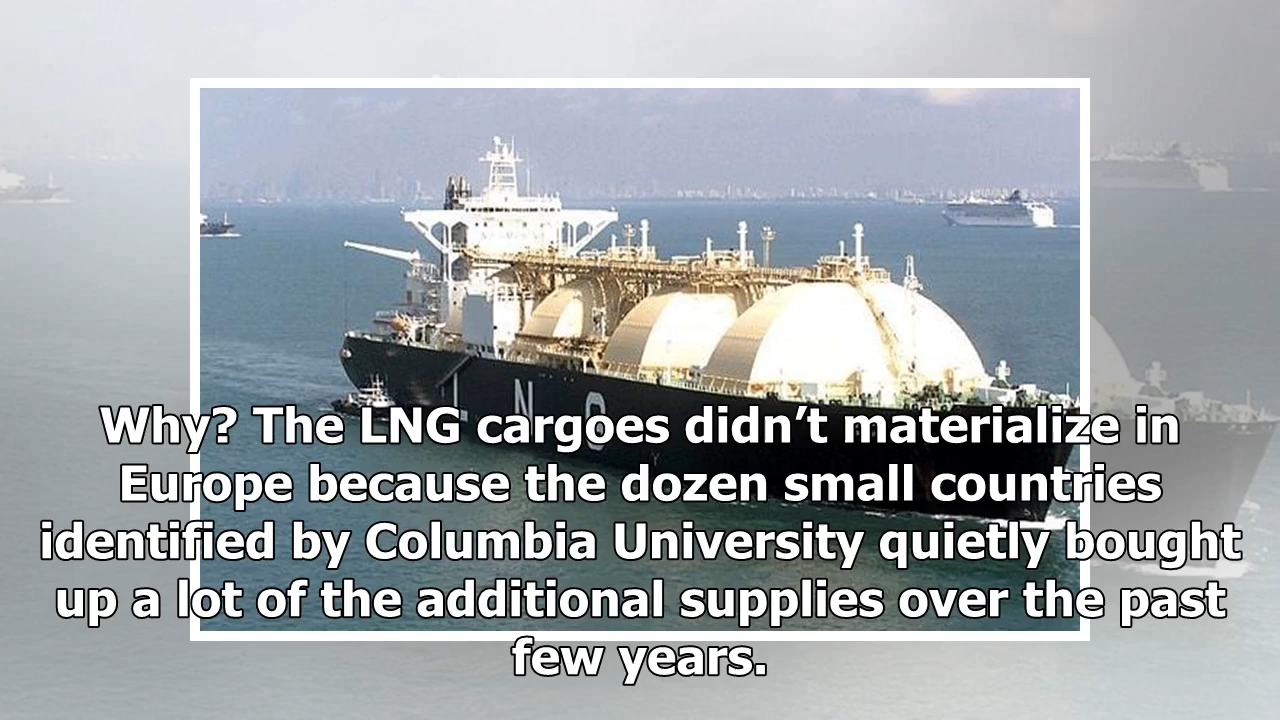 L N G
Why? The LNG cargoes didn’t materialize in
Europe because the dozen small countries
identified by Columbia University quietly bought
up a lot of the additional supplies over the past
few years.